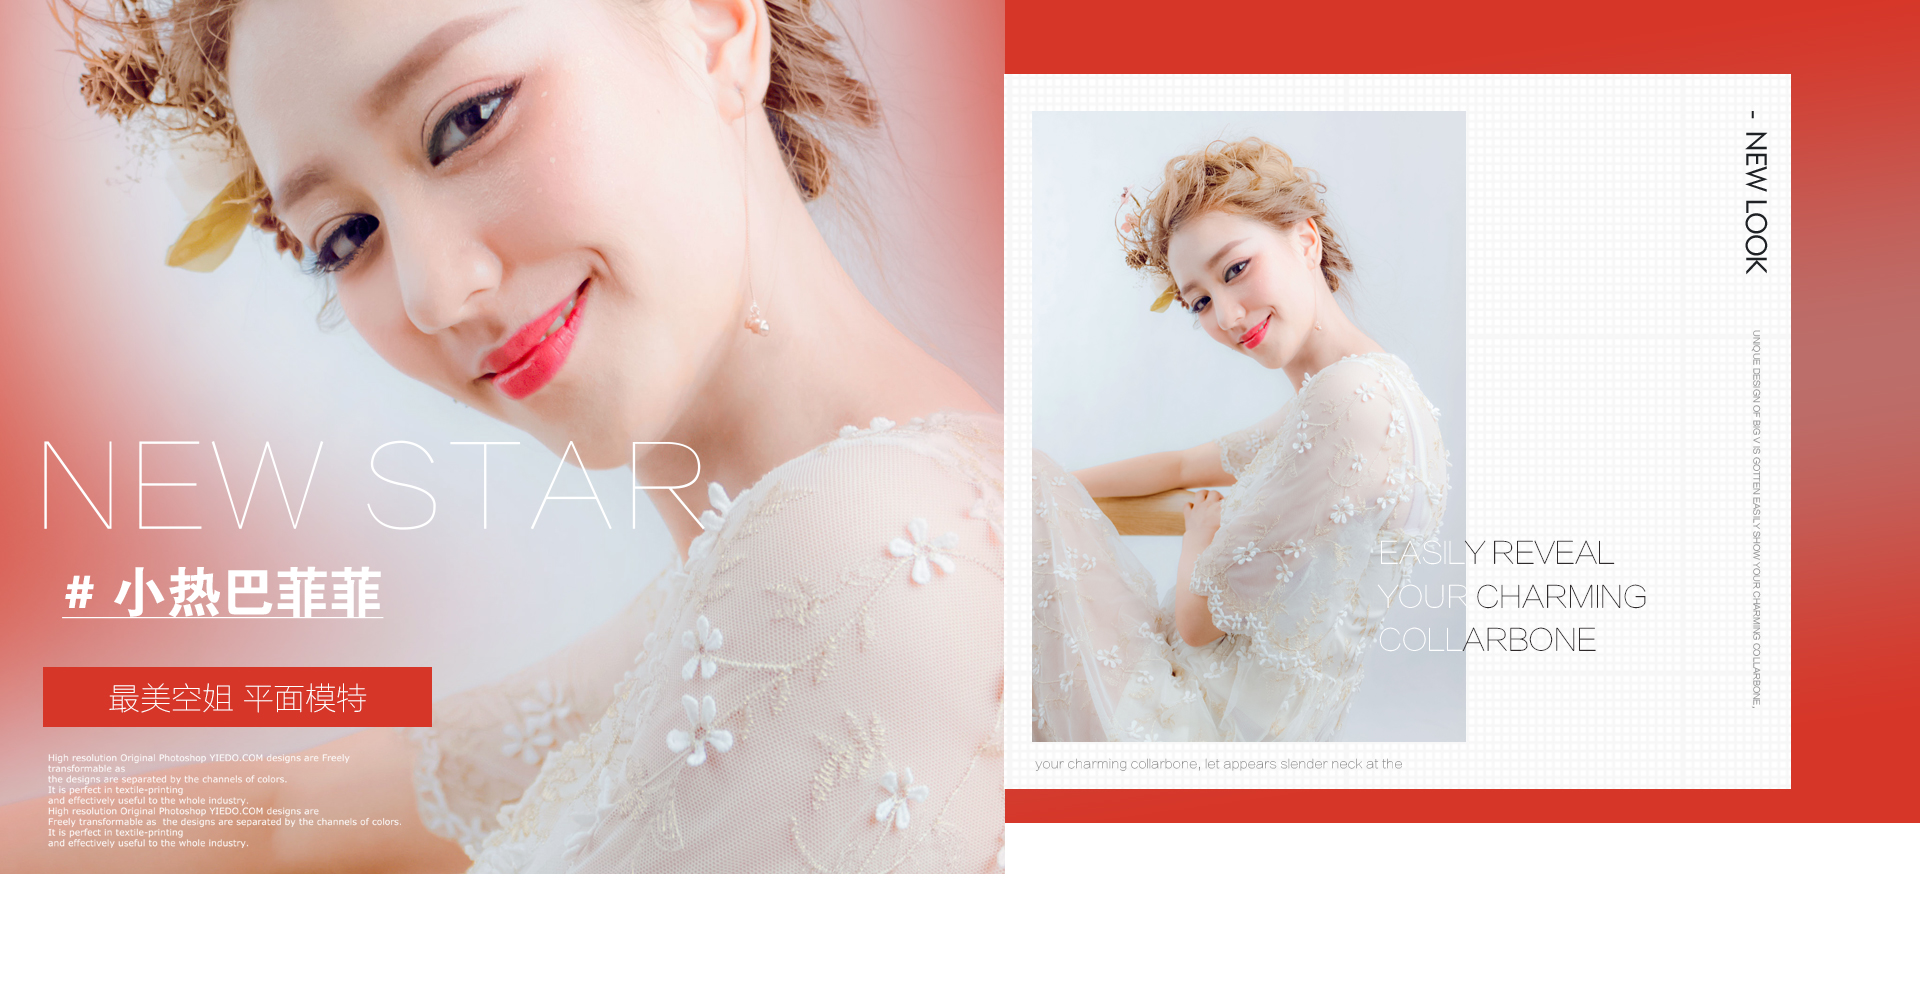 NEW STAR
# 小热巴菲菲
最美空姐 平面模特
High resolution Original Photoshop YIEDO.COM designs are Freely
transformable as
the designs are separated by the channels of colors.
It is perfect in textile-printing
and effectively useful to the whole industry.
High resolution Original Photoshop YIEDO.COM designs are
Freely transformable as  the designs are separated by the channels of colors.
It is perfect in textile-printing
and effectively useful to the whole industry.
- NEW LOOK
UNIQUE DESIGN OF BIG V IS GOTTEN EASILY SHOW YOUR CHARMING COLLARBONE,
EASILY REVEAL
YOUR CHARMING
COLLARBONE
your charming collarbone, let appears slender neck at the